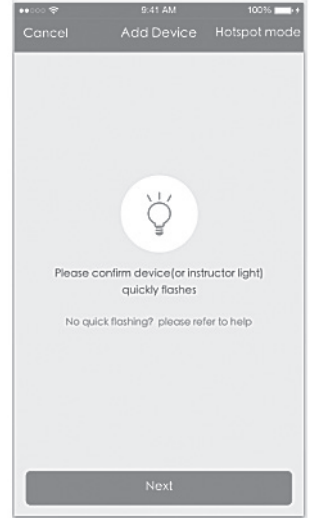 9:41 AM 100%
Cancel Add Device Hotspot mode
Please confirm device(or instructor light)
quickly flashes
No quick flashing? please refer to help
Next